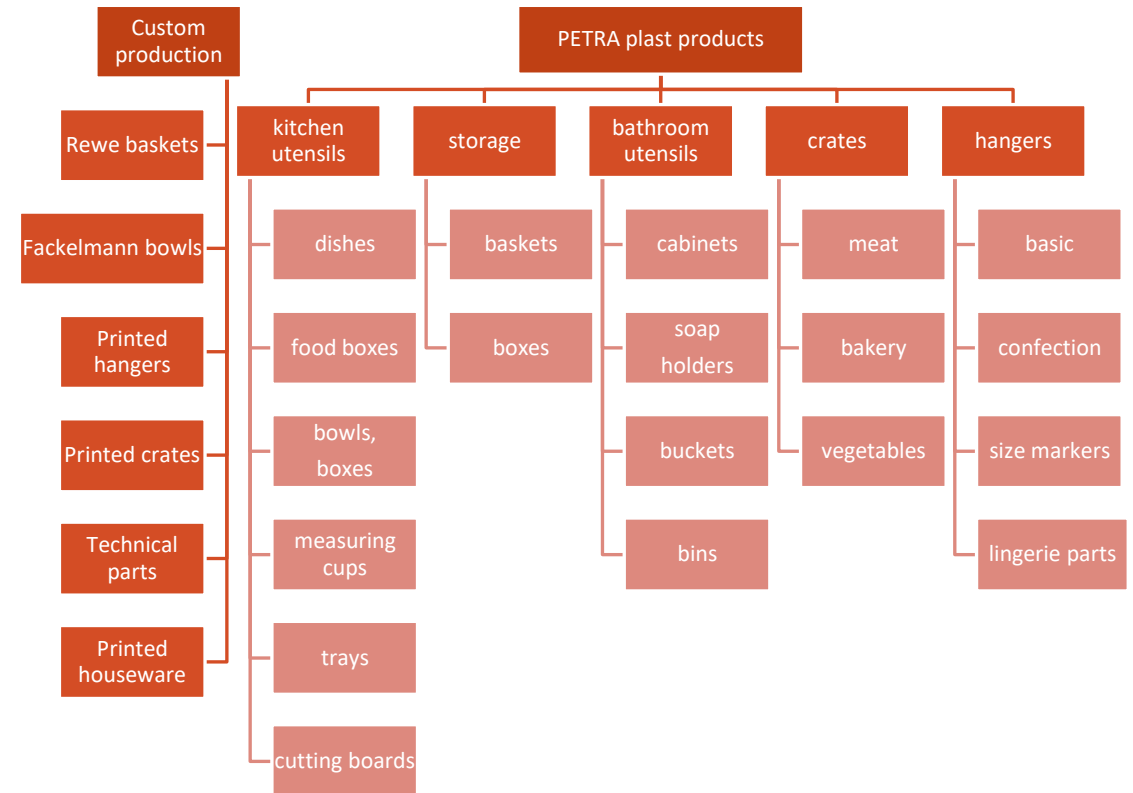 Custom
production
Rewe baskets
Fackelmann bowls
Printed
hangers
Printed crates
Technical
parts
Printed
houseware
PETRA plast products
kitchen
utensils
dishes
food boxes
bowls,
boxes
measuring
cups
trays
cutting boards
storage
baskets
boxes
bathroom
utensils
cabinets
soap
holders
buckets
bins
crates
meat
bakery
vegetables
hangers
basic
confection
size markers
lingerie parts